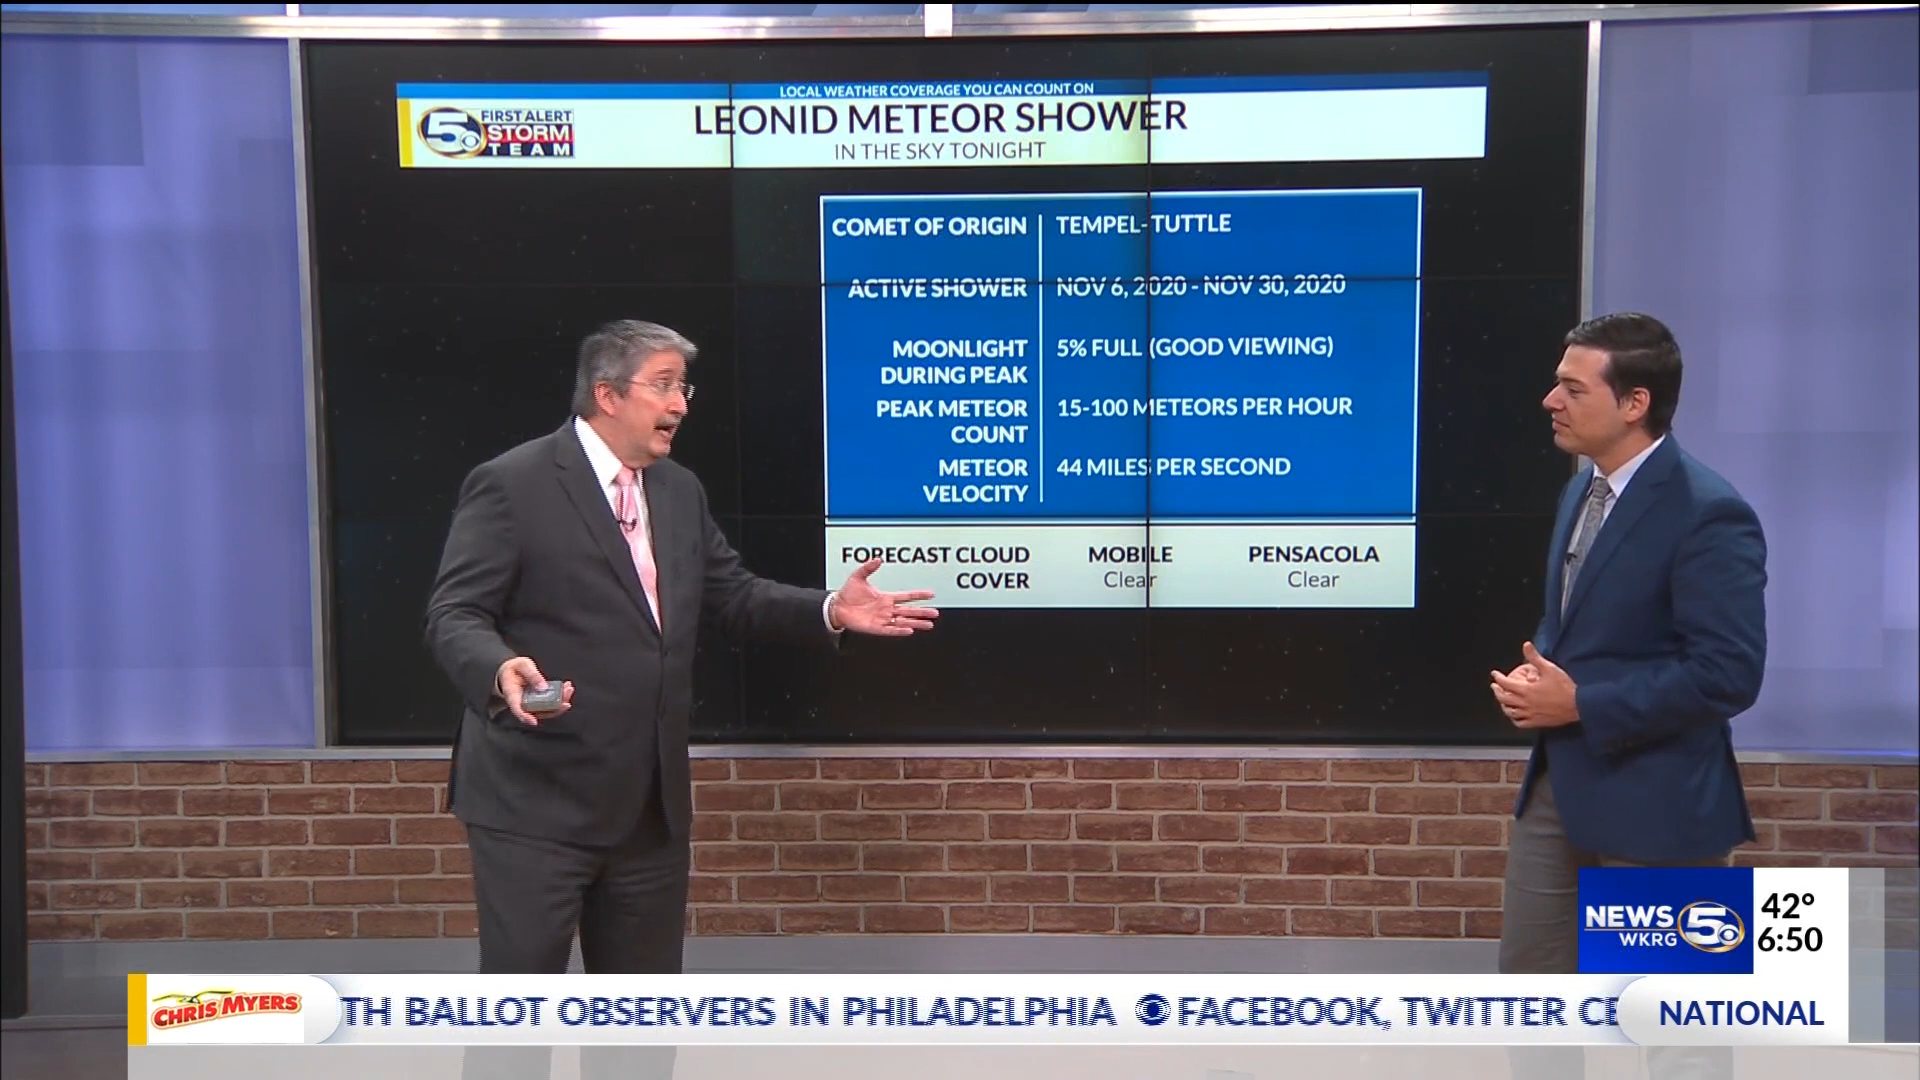 LOCAL WEATHER COVERAGE YOU CAN COUNT ON
5 FIRST ALERT
STORM
TEAM
LEONID METEOR SHOWER
IN THE SKY TONIGHT
COMET OF ORIGIN TEMPEL-TUTTLE
ACTIVE SHOWER NOV 6, 2020 - NOV 30, 2020
MOONLIGHT DURING PEAK 5% FULL (GOOD VIEWING)
PEAK METEOR COUNT 15-100 METEORS PER HOUR
METEOR VELOCITY 44 MILES PER SECOND
FORECAST CLOUD COVER
MOBILE
Clear
PENSACOLA
Clear
NEWS 5
WKRG
42°
6:50
CHRIS MYERS
TH BALLOT OBSERVERS IN PHILADELPHIA FACEBOOK, TWITTER CE
NATIONAL